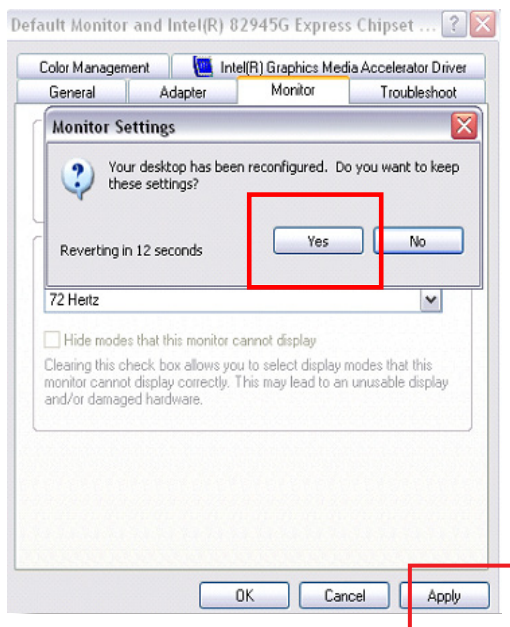 Default Monitor and Intel(R) 82945G Express Chipset ...
Color Management
Intel(R) Graphics Media Accelerator Driver
General
Adapter
Monitor
Troubleshoot
Monitor Settings
Your desktop has been reconfigured. Do you want to keep
these settings?
Reverting in 12 seconds
Yes
No
72 Hertz
Hide modes that this monitor cannot display
Clearing this check box allows you to select display modes that this
monitor cannot display correctly. This may lead to an unusable display
and/or damaged hardware.
OK
Cancel
Apply